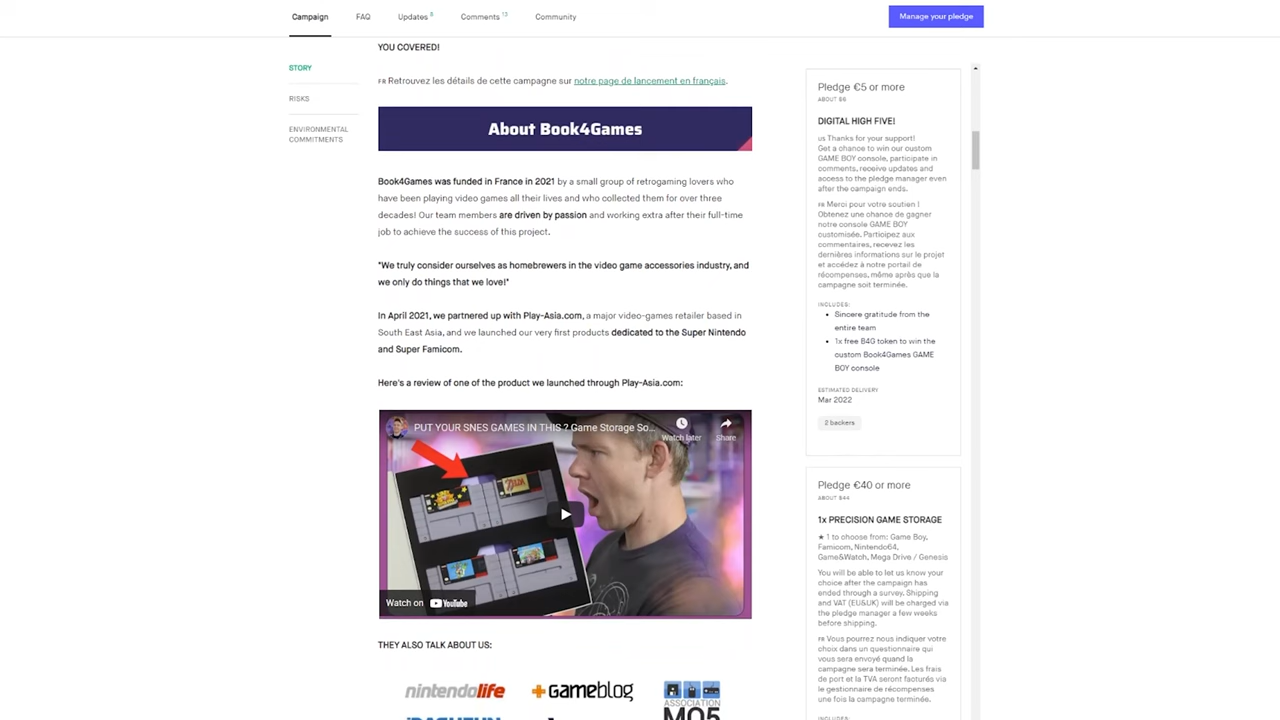 Campaign
FAQ
Updates 8
Comments 13
Community
Manage your pledge
STORY
RISKS
ENVIRONMENTAL
COMMITMENTS
YOU COVERED!
FR Retrouvez les détails de cette campagne sur notre page de lancement en français.
About Book4Games
Book4Games was funded in France in 2021 by a small group of retrogaming lovers who
have been playing video games all their lives and who collected them for over three
decades! Our team members are driven by passion and working extra after their full-time
job to achieve the success of this project.
"We truly consider ourselves as homebrewers in the video game accessories industry, and
we only do things that we love!"
In April 2021, we partnered up with Play-Asia.com, a major video-games retailer based in
South East Asia, and we launched our very first products dedicated to the Super Nintendo
and Super Famicom.
Here's a review of one of the product we launched through Play-Asia.com:
PUT YOUR SNES GAMES IN THIS ? Game Storage So...
Watch later
Share
Watch on YouTube
THEY ALSO TALK ABOUT US:
nintendolife
+Gameblog
ASSOCIATION
MO5
Pledge €5 or more
ABOUT $6
DIGITAL HIGH FIVE!
us Thanks for your support!
Get a chance to win our custom
GAME BOY console, participate in
comments, receive updates and
access to the pledge manager even
after the campaign ends.
FR Merci pour votre soutien !
Obtenez une chance de gagner
notre console GAME BOY
customisée. Participez aux
commentaires, recevez les
dernières informations sur le projet
et accédez à notre portail de
récompenses, même après que la
campagne soit terminée.
INCLUDES:
• Sincere gratitude from the
entire team
• 1x free B4G token to win the
custom Book4Games GAME
BOY console
ESTIMATED DELIVERY
Mar 2022
2 backers
Pledge €40 or more
ABOUT $44
1x PRECISION GAME STORAGE
★ 1 to choose from: Game Boy,
Famicom, Nintendo64,
Game&Watch, Mega Drive / Genesis
You will be able to let us know your
choice after the campaign has
ended through a survey. Shipping
and VAT (EU&UK) will be charged via
the pledge manager a few weeks
before shipping.
FR Vous pourrez nous indiquer votre
choix dans un questionnaire qui
vous sera envoyé quand la
campagne sera terminée. Les frais
de port et la TVA seront facturés via
le gestionnaire de récompenses
une fois la campagne terminée.
INCLUDES: